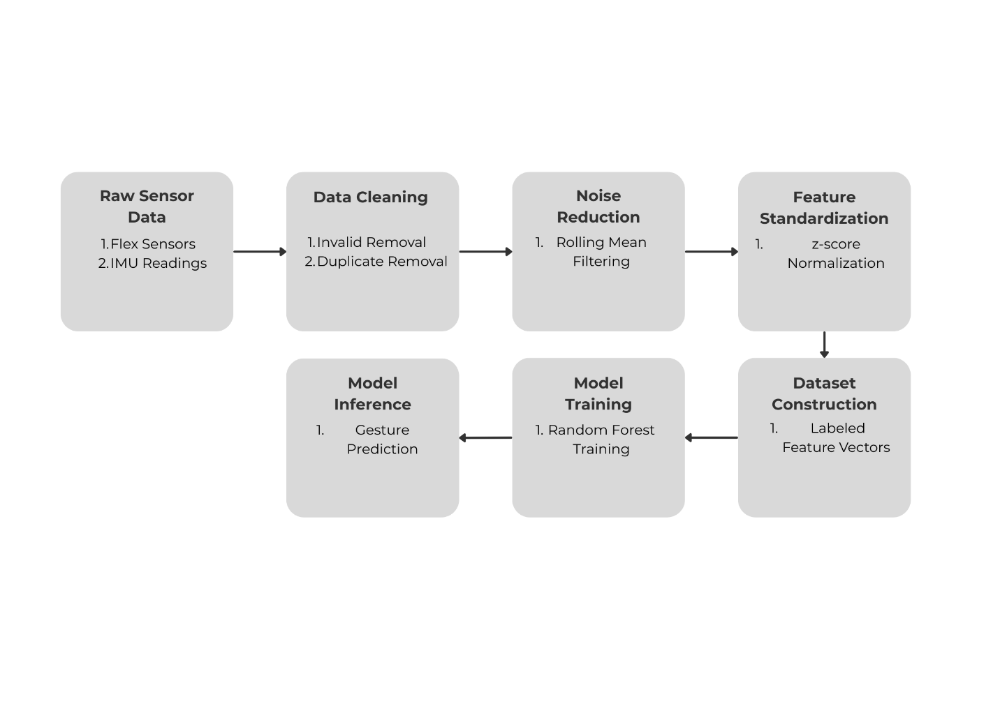 Raw Sensor
Data
1. Flex Sensors
2. IMU Readings
Data Cleaning
1. Invalid Removal
2. Duplicate Removal
Noise
Reduction
1. Rolling Mean
Filtering
Feature
Standardization
1. z-score
Normalization
Model
Inference
1. Gesture
Prediction
Model
Training
1. Random Forest
Training
Dataset
Construction
1. Labeled
Feature Vectors